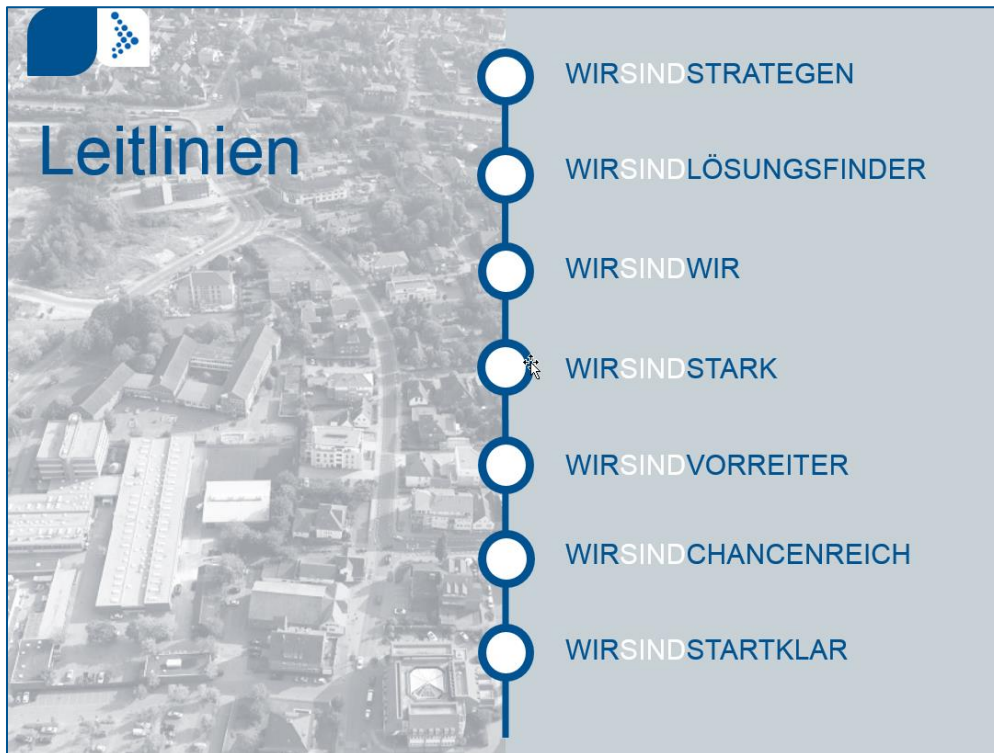 Leitlinien
WIRSINDSTRATEGEN
WIRSINDLÖSUNGSFINDER
WIRSINDWIR
WIRSINDSTARK
WIRSINDVORREITER
WIRSINDCHANCENREICH
WIRSINDSTARTKLAR